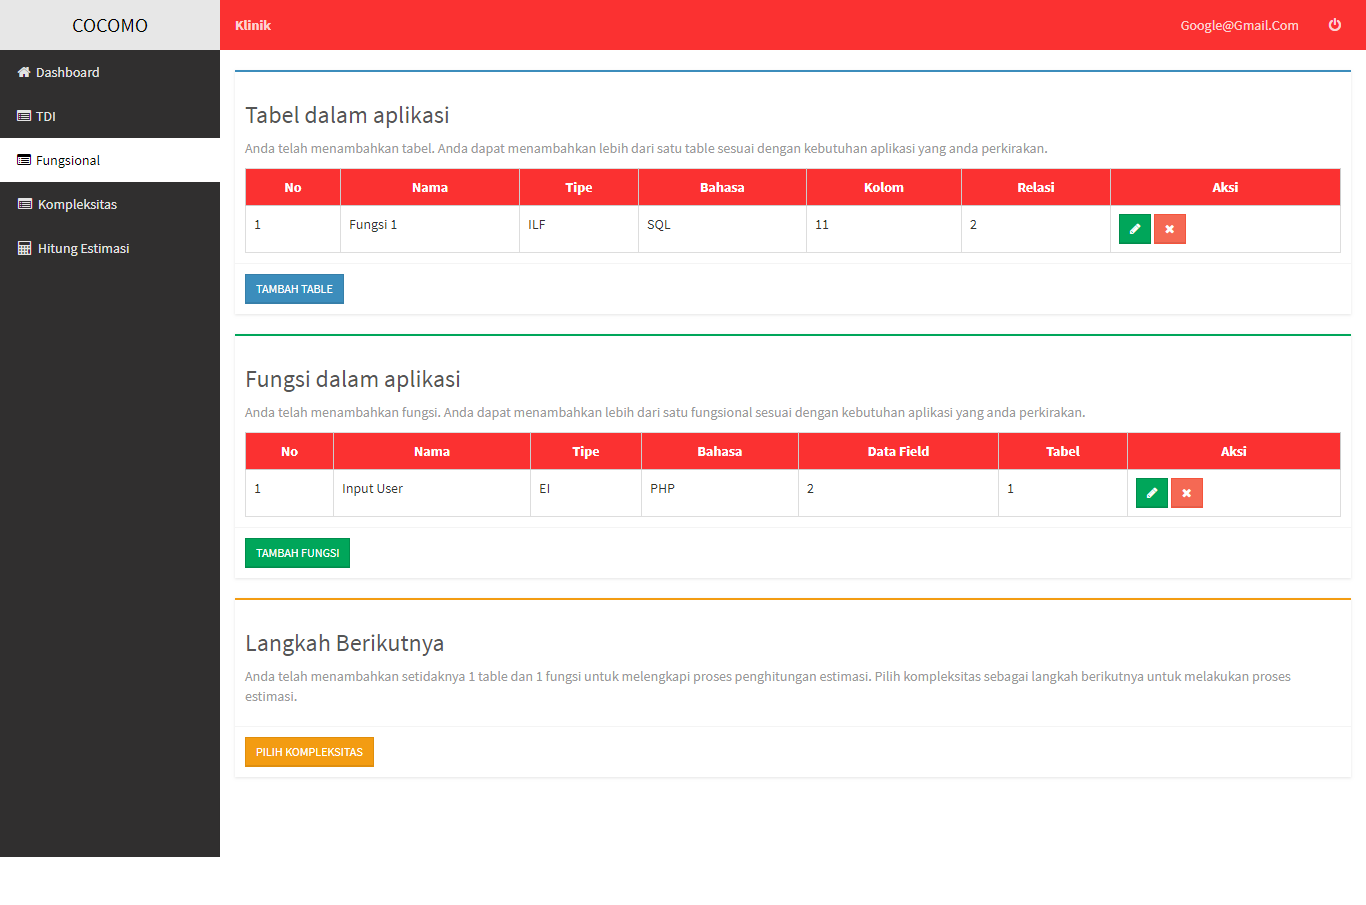 COCOMO
Klinik
Google@Gmail.Com
Dashboard
TDI
Fungsional
Kompleksitas
Hitung Estimasi
Tabel dalam aplikasi
Anda telah menambahkan tabel. Anda dapat menambahkan lebih dari satu table sesuai dengan kebutuhan aplikasi yang anda perkirakan.
No Nama Tipe Bahasa Kolom Relasi Aksi
1 Fungsi 1 ILF SQL 11 2
TAMBAH TABLE
Fungsi dalam aplikasi
Anda telah menambahkan fungsi. Anda dapat menambahkan lebih dari satu fungsional sesuai dengan kebutuhan aplikasi yang anda perkirakan.
No Nama Tipe Bahasa Data Field Tabel Aksi
1 Input User EI PHP 2 1
TAMBAH FUNGSI
Langkah Berikutnya
Anda telah menambahkan setidaknya 1 table dan 1 fungsi untuk melengkapi proses penghitungan estimasi. Pilih kompleksitas sebagai langkah berikutnya untuk melakukan proses
estimasi.
PILIH KOMPLEKSITAS